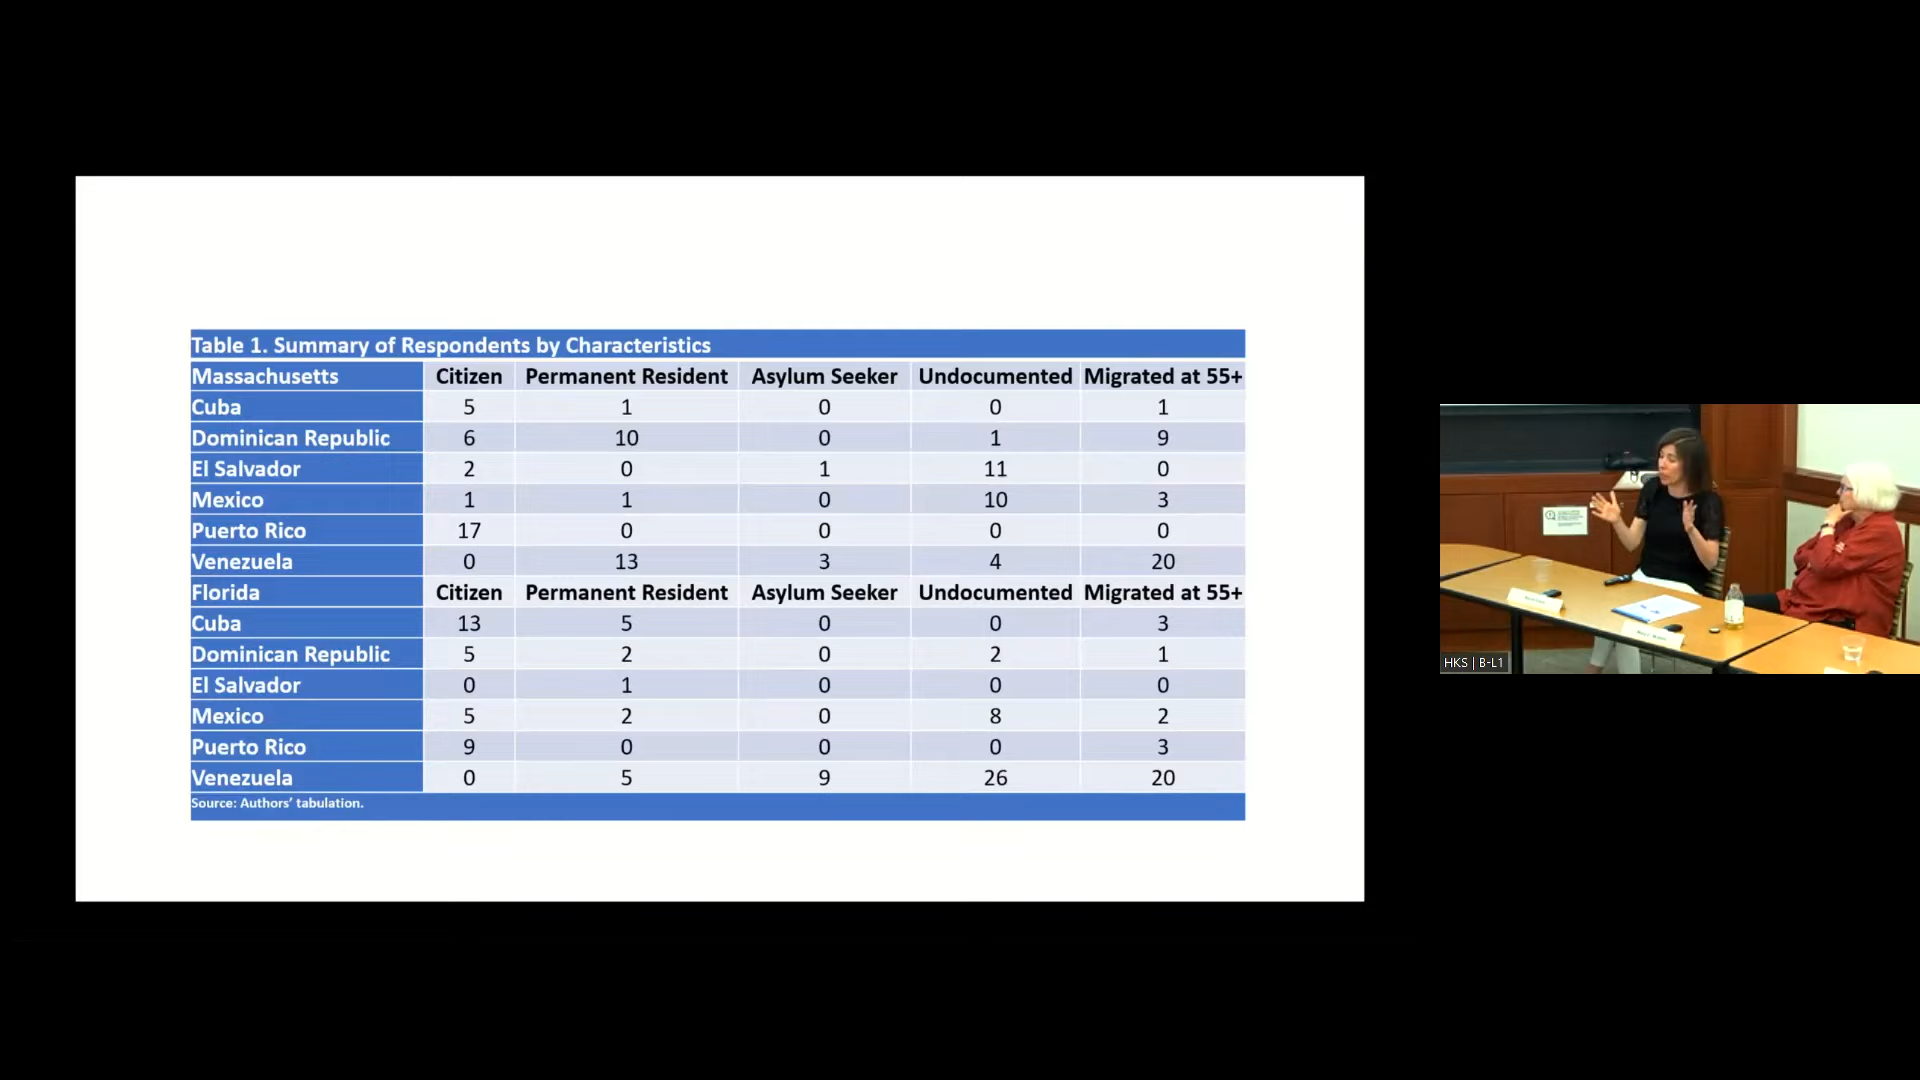 Table 1. Summary of Respondents by Characteristics
Massachusetts Citizen Permanent Resident Asylum Seeker Undocumented Migrated at 55+
Cuba 5 1 0 0 1
Dominican Republic 6 10 0 1 9
El Salvador 2 0 1 11 0
Mexico 1 1 0 10 3
Puerto Rico 17 0 0 0 0
Venezuela 0 13 3 4 20
Florida Citizen Permanent Resident Asylum Seeker Undocumented Migrated at 55+
Cuba 13 5 0 0 3
Dominican Republic 5 2 0 2 1
El Salvador 0 1 0 0 0
Mexico 5 2 0 8 2
Puerto Rico 9 0 0 0 3
Venezuela 0 5 9 26 20
Source: Authors’ tabulation.
HKS | B-L1